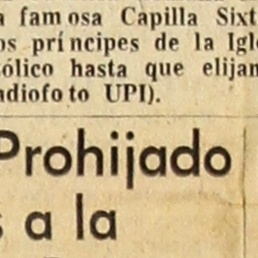 a famosa Capilla Sixt
os príncipes de la Igle
ólico hasta que elijan
adiofoto UPI).
Prohijado
s a la